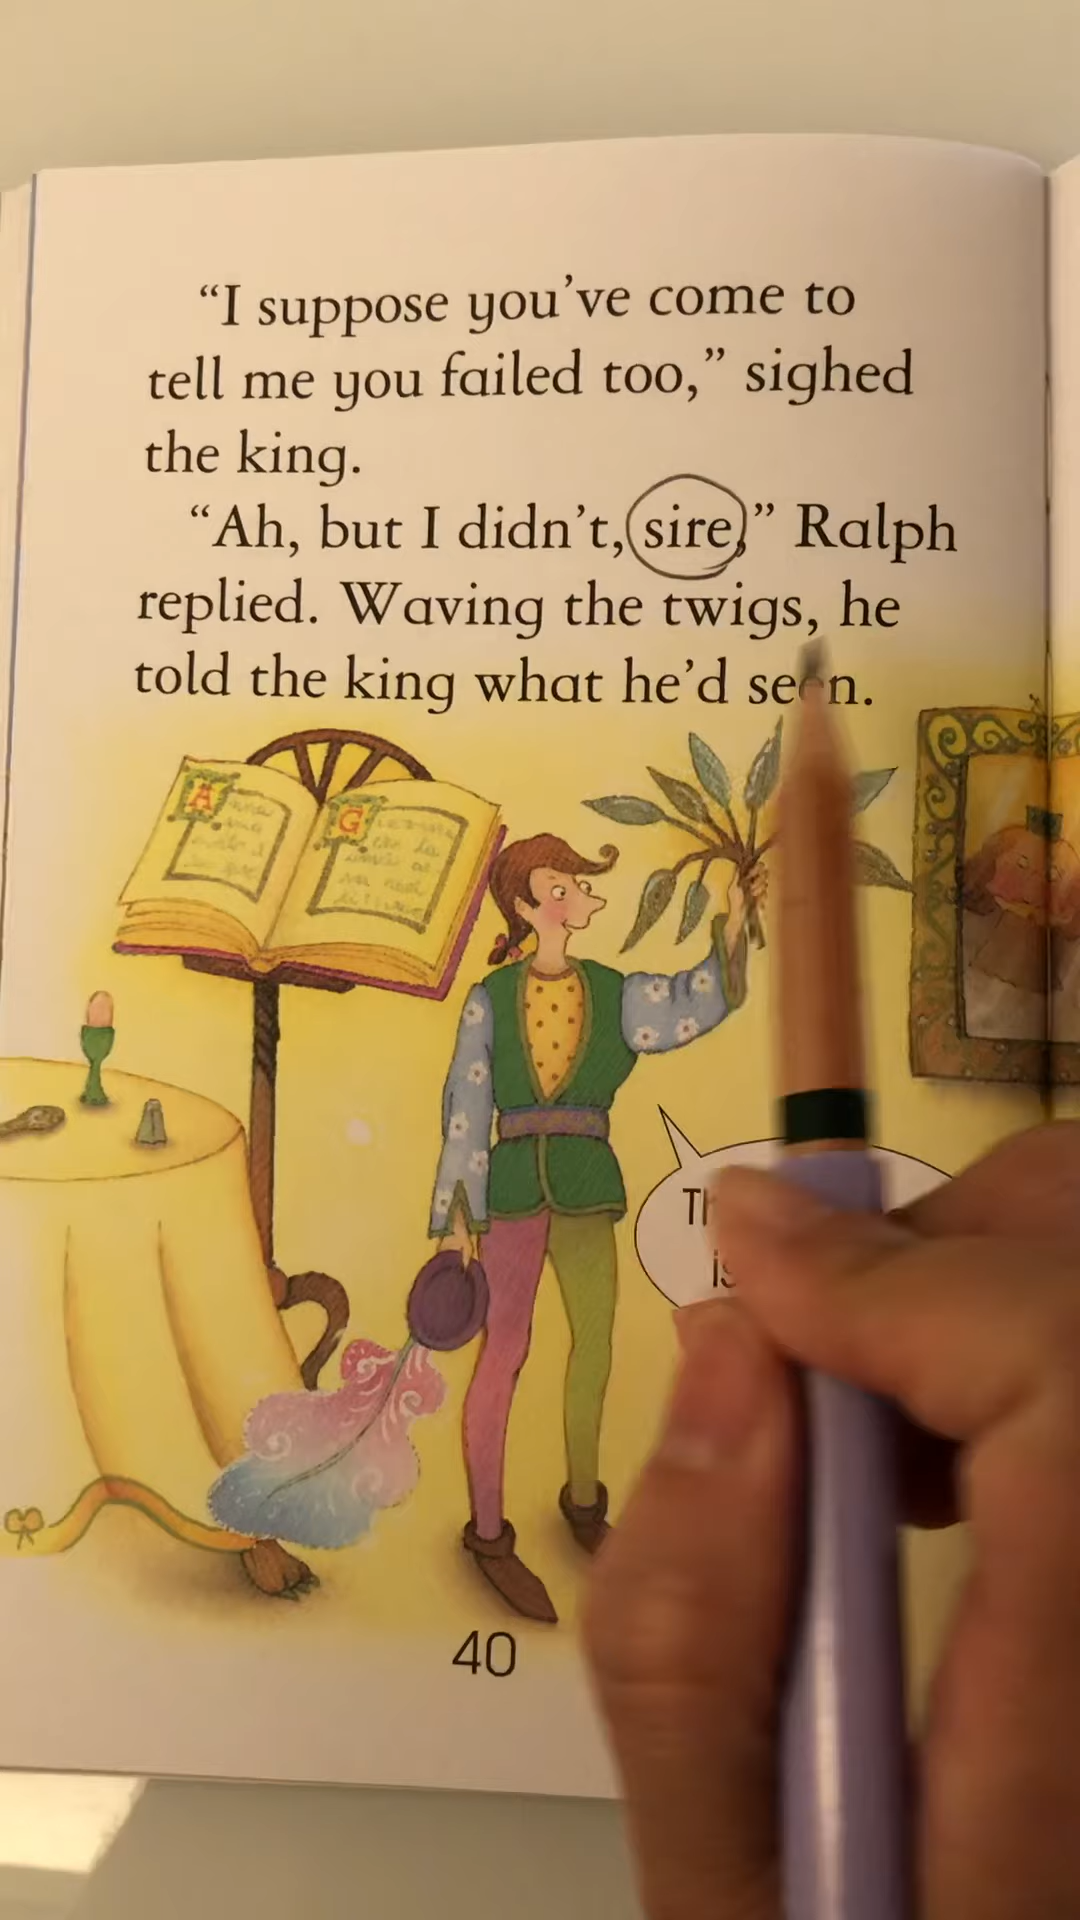 “I suppose you’ve come to
tell me you failed too,” sighed
the king.
“Ah, but I didn’t, sire,” Ralph
replied. Waving the twigs, he
told the king what he’d seen.
A
G
40